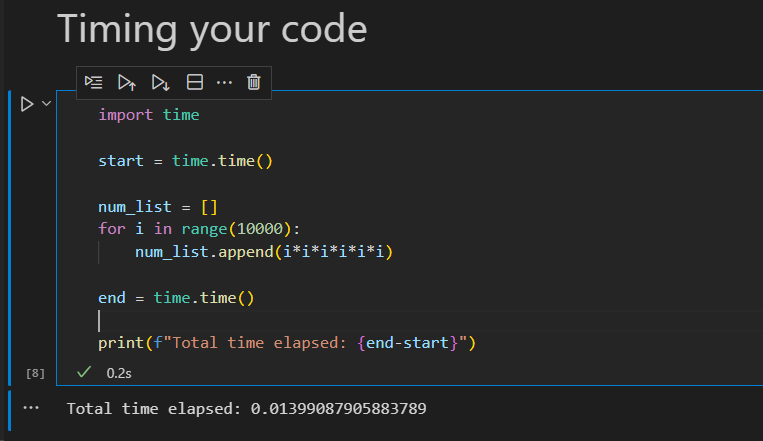 Timing your code
import time
start = time.time()
num_list = []
for i in range(10000):
    num_list.append(i*i*i*i*i*i)
end = time.time()
print(f"Total time elapsed: {end-start}")
[8]
0.2s
Total time elapsed: 0.01399087905883789